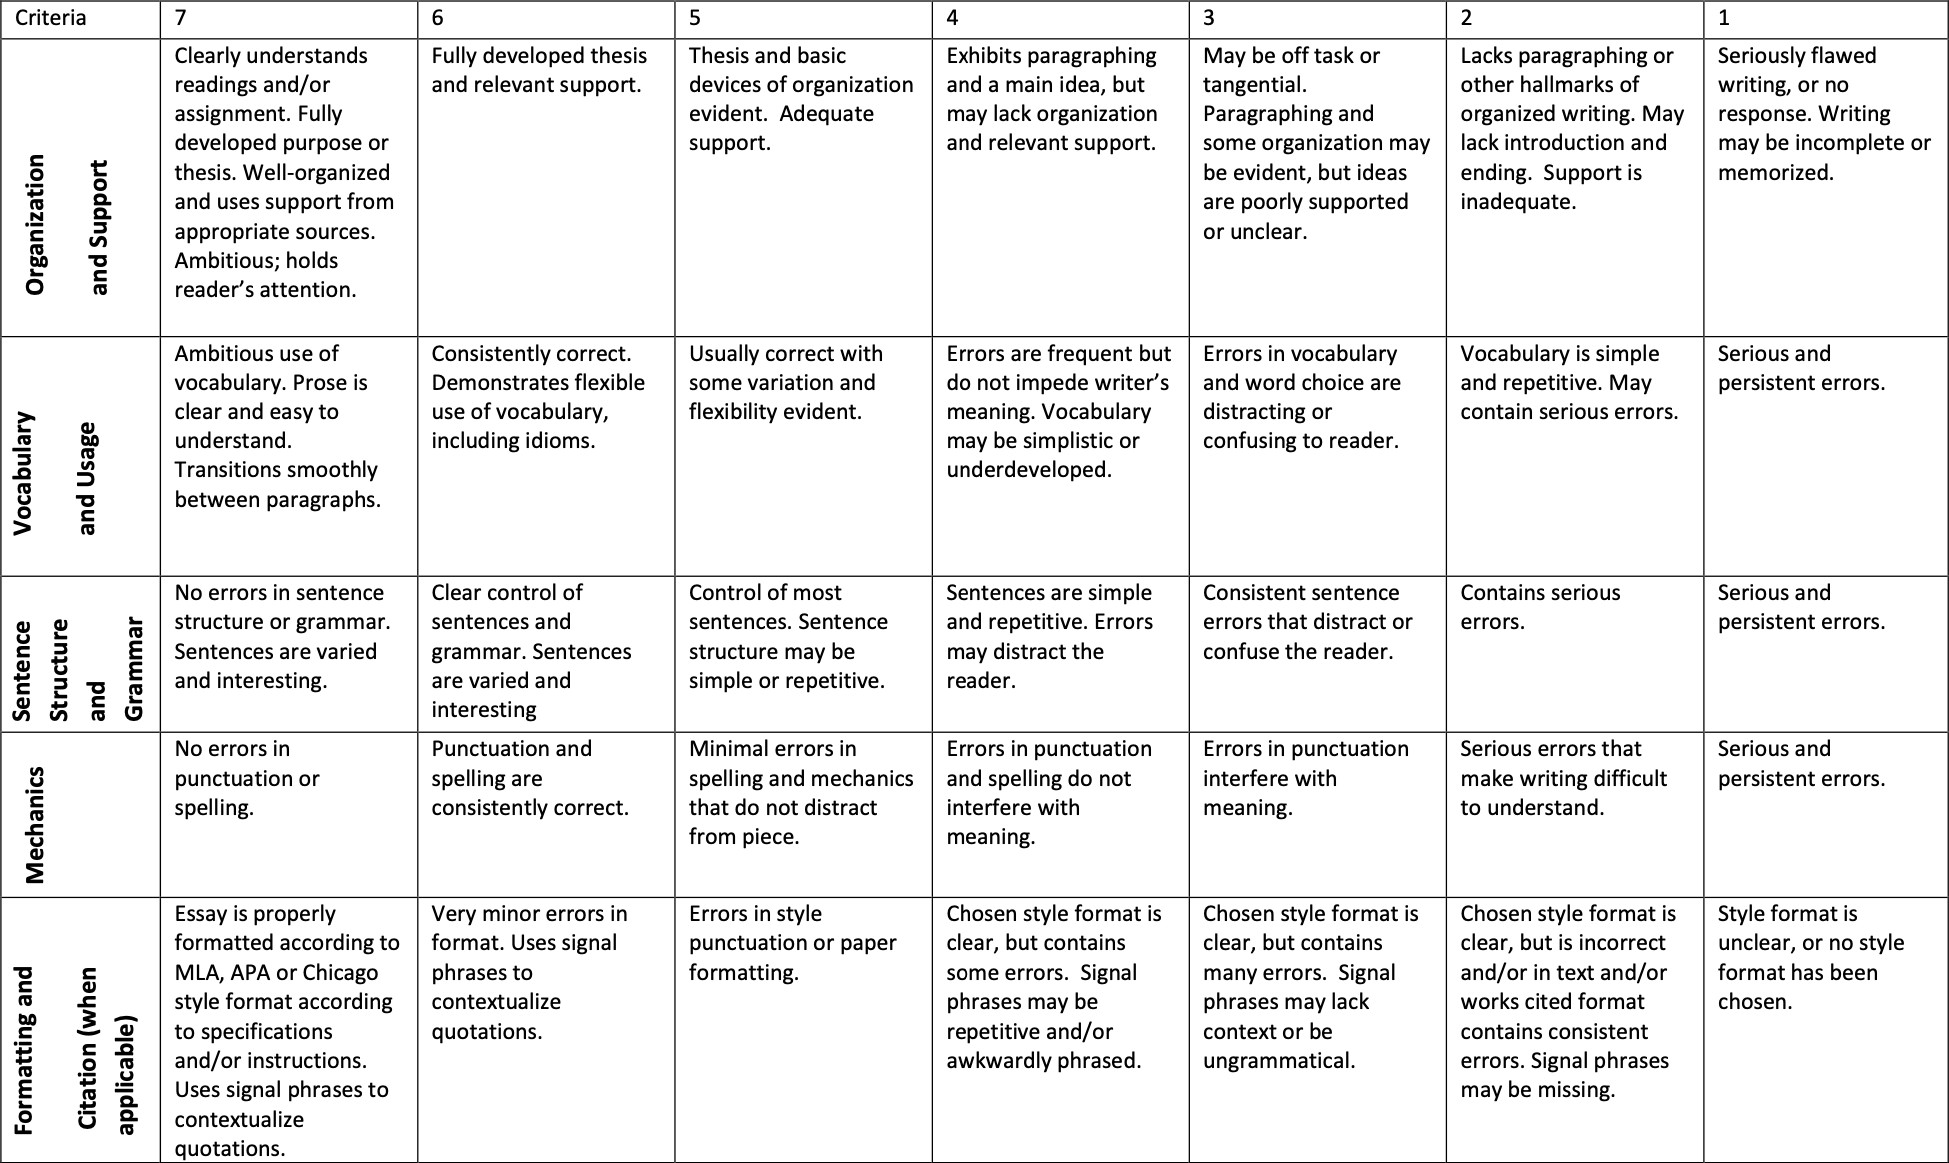 Criteria
7
6
5
4
3
2
1
Organization
and Support
Clearly understands
readings and/or
assignment. Fully
developed purpose or
thesis. Well-organized
and uses support from
appropriate sources.
Ambitious; holds
reader’s attention.
Fully developed thesis
and relevant support.
Thesis and basic
devices of organization
evident.  Adequate
support.
Exhibits paragraphing
and a main idea, but
may lack organization
and relevant support.
May be off task or
tangential.
Paragraphing and
some organization may
be evident, but ideas
are poorly supported
or unclear.
Lacks paragraphing or
other hallmarks of
organized writing. May
lack introduction and
ending.  Support is
inadequate.
Seriously flawed
writing, or no
response. Writing
may be incomplete or
memorized.
Vocabulary
and Usage
Ambitious use of
vocabulary. Prose is
clear and easy to
understand.
Transitions smoothly
between paragraphs.
Consistently correct.
Demonstrates flexible
use of vocabulary,
including idioms.
Usually correct with
some variation and
flexibility evident.
Errors are frequent but
do not impede writer’s
meaning. Vocabulary
may be simplistic or
underdeveloped.
Errors in vocabulary
and word choice are
distracting or
confusing to reader.
Vocabulary is simple
and repetitive. May
contain serious errors.
Serious and
persistent errors.
Sentence
Structure
and
Grammar
No errors in sentence
structure or grammar.
Sentences are varied
and interesting.
Clear control of
sentences and
grammar. Sentences
are varied and
interesting
Control of most
sentences. Sentence
structure may be
simple or repetitive.
Sentences are simple
and repetitive. Errors
may distract the
reader.
Consistent sentence
errors that distract or
confuse the reader.
Contains serious
errors.
Serious and
persistent errors.
Mechanics
No errors in
punctuation or
spelling.
Punctuation and
spelling are
consistently correct.
Minimal errors in
spelling and mechanics
that do not distract
from piece.
Errors in punctuation
and spelling do not
interfere with
meaning.
Errors in punctuation
interfere with
meaning.
Serious errors that
make writing difficult
to understand.
Serious and
persistent errors.
Formatting and
Citation (when
applicable)
Essay is properly
formatted according to
MLA, APA or Chicago
style format according
to specifications
and/or instructions.
Uses signal phrases to
contextualize
quotations.
Very minor errors in
format. Uses signal
phrases to
contextualize
quotations.
Errors in style
punctuation or paper
formatting.
Chosen style format is
clear, but contains
some errors.  Signal
phrases may be
repetitive and/or
awkwardly phrased.
Chosen style format is
clear, but contains
many errors.  Signal
phrases may lack
context or be
ungrammatical.
Chosen style format is
clear, but is incorrect
and/or in text and/or
works cited format
contains consistent
errors. Signal phrases
may be missing.
Style format is
unclear, or no style
format has been
chosen.